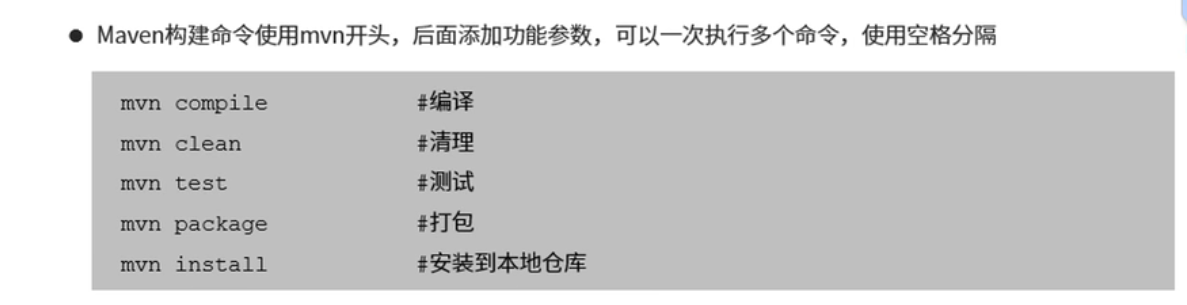 ● Maven构建命令使用mvn开头，后面添加功能参数，可以一次执行多个命令，使用空格分隔
mvn compile #编译
mvn clean #清理
mvn test #测试
mvn package #打包
mvn install #安装到本地仓库